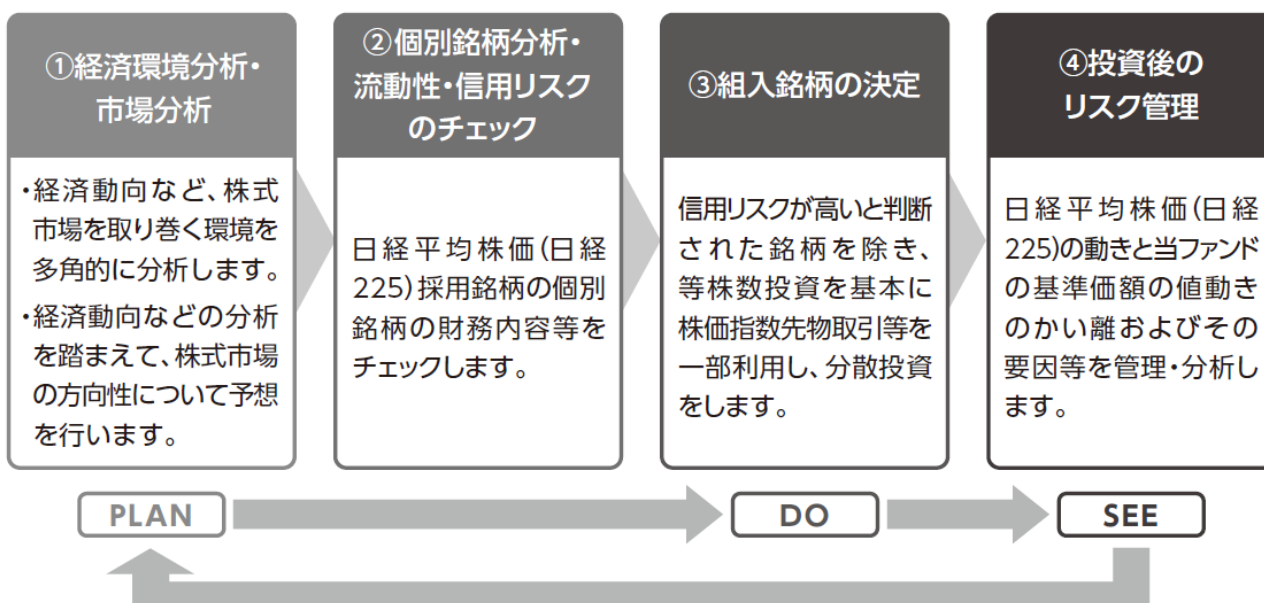 ①経済環境分析・
市場分析
・経済動向など、株式
市場を取り巻く環境を
多角的に分析します。
・経済動向などの分析
を踏まえて、株式市場
の方向性について予想
を行います。
②個別銘柄分析・
流動性・信用リスク
のチェック
日経平均株価(日経
225)採用銘柄の個別
銘柄の財務内容等を
チェックします。
③組入銘柄の決定
信用リスクが高いと判断
された銘柄を除き、
等株数投資を基本に
株価指数先物取引等を
一部利用し、分散投資
をします。
④投資後の
リスク管理
日経平均株価(日経
225)の動きと当ファンド
の基準価額の値動き
のかい離およびその
要因等を管理・分析し
ます。
PLAN
DO
SEE